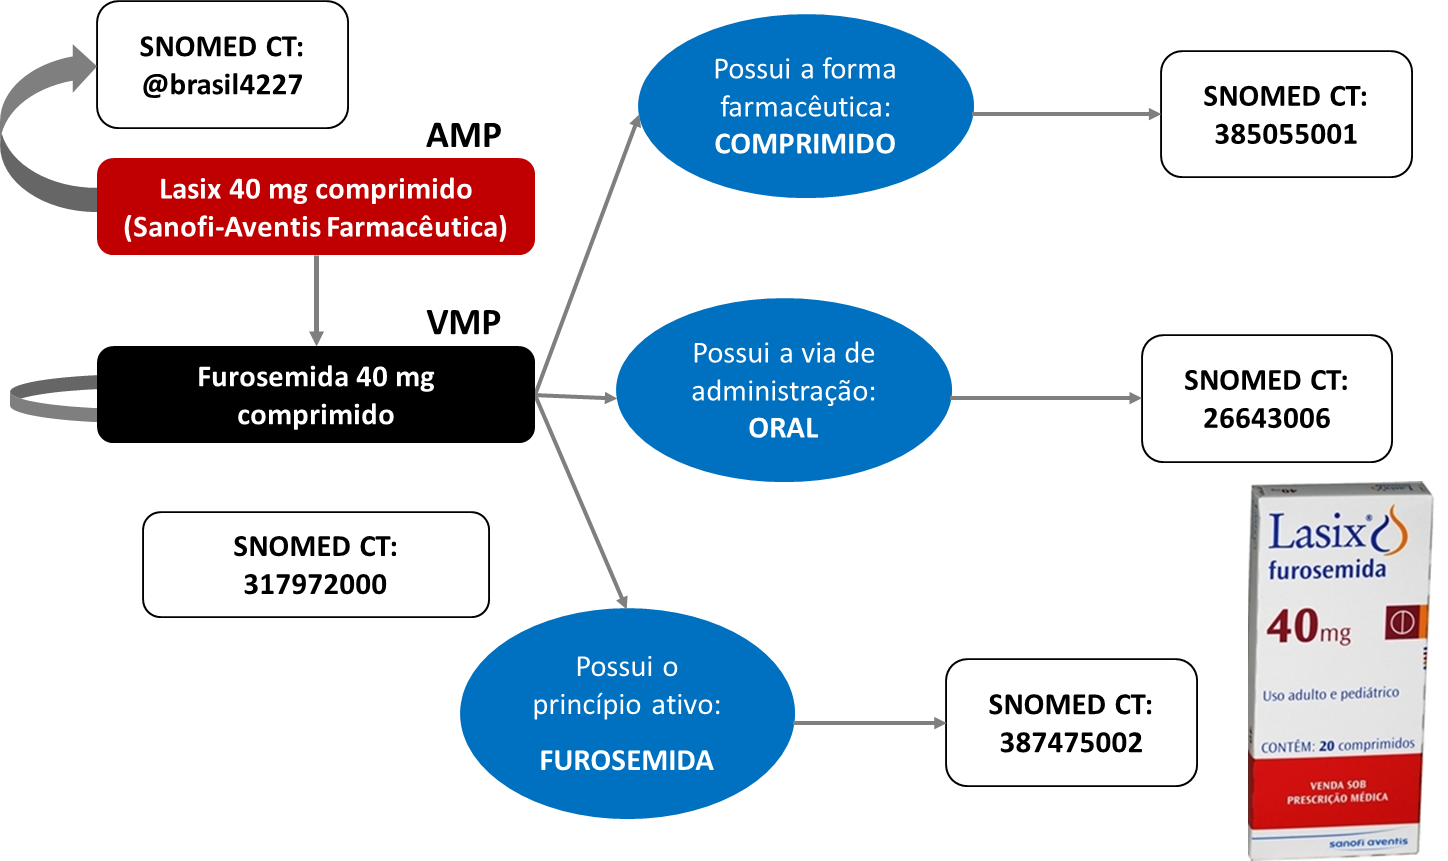 SNOMED CT:
@brasil4227
AMP
Lasix 40 mg comprimido
(Sanofi-Aventis Farmacêutica)
VMP
Furosemida 40 mg
comprimido
SNOMED CT:
317972000
Possui a forma
farmacêutica:
COMPRIMIDO
SNOMED CT:
385055001
Possui a via de
administração:
ORAL
SNOMED CT:
26643006
Possui o
princípio ativo:
FUROSEMIDA
SNOMED CT:
387475002
Lasix®
furosemida
40mg
Uso adulto e pediátrico
CONTÉM: 20 comprimidos
VENDA SOB
PRESCRIÇÃO MÉDICA
sanofi aventis